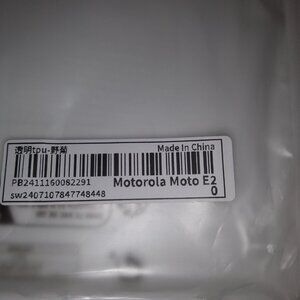 透明tpu-野菊
Made In China
PB2411160082291
Motorola Moto E2
0
sw2407107847748448